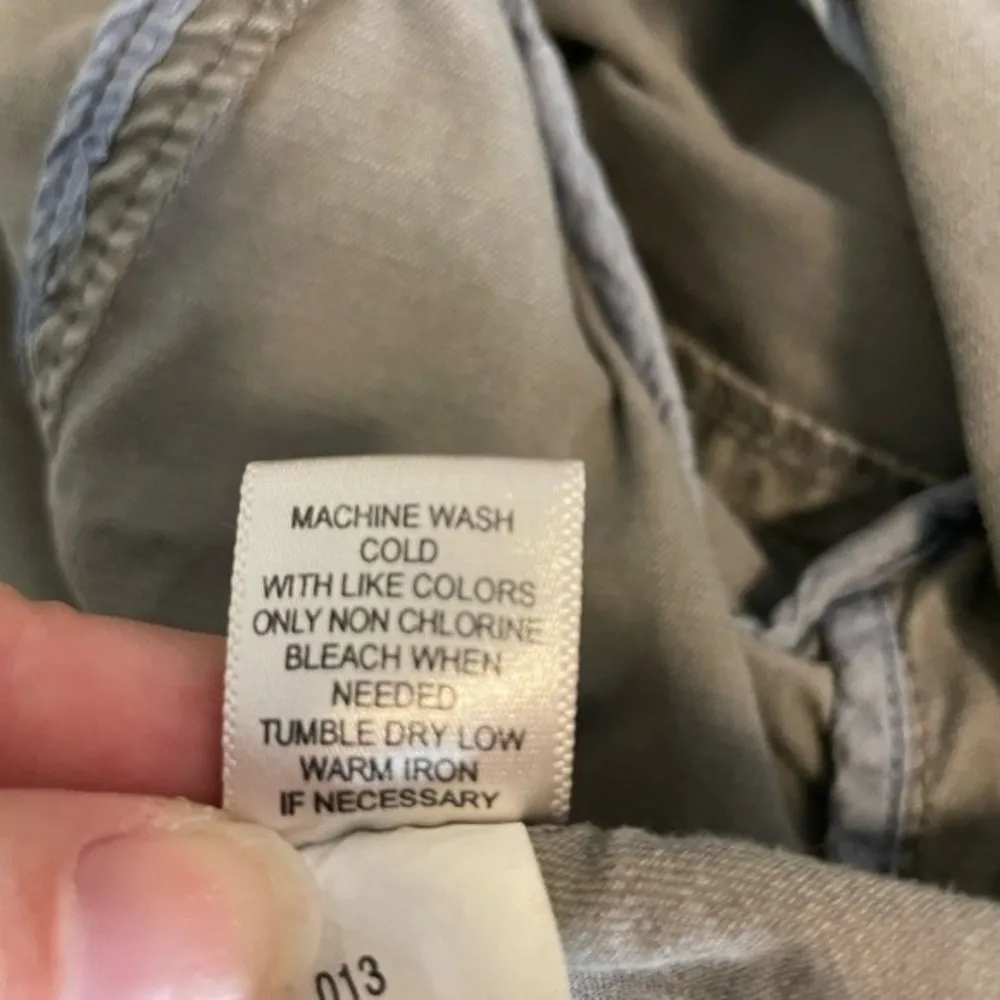 MACHINE WASH
COLD
WITH LIKE COLORS
ONLY NON CHLORINE
BLEACH WHEN
NEEDED
TUMBLE DRY LOW
WARM IRON
IF NECESSARY
013